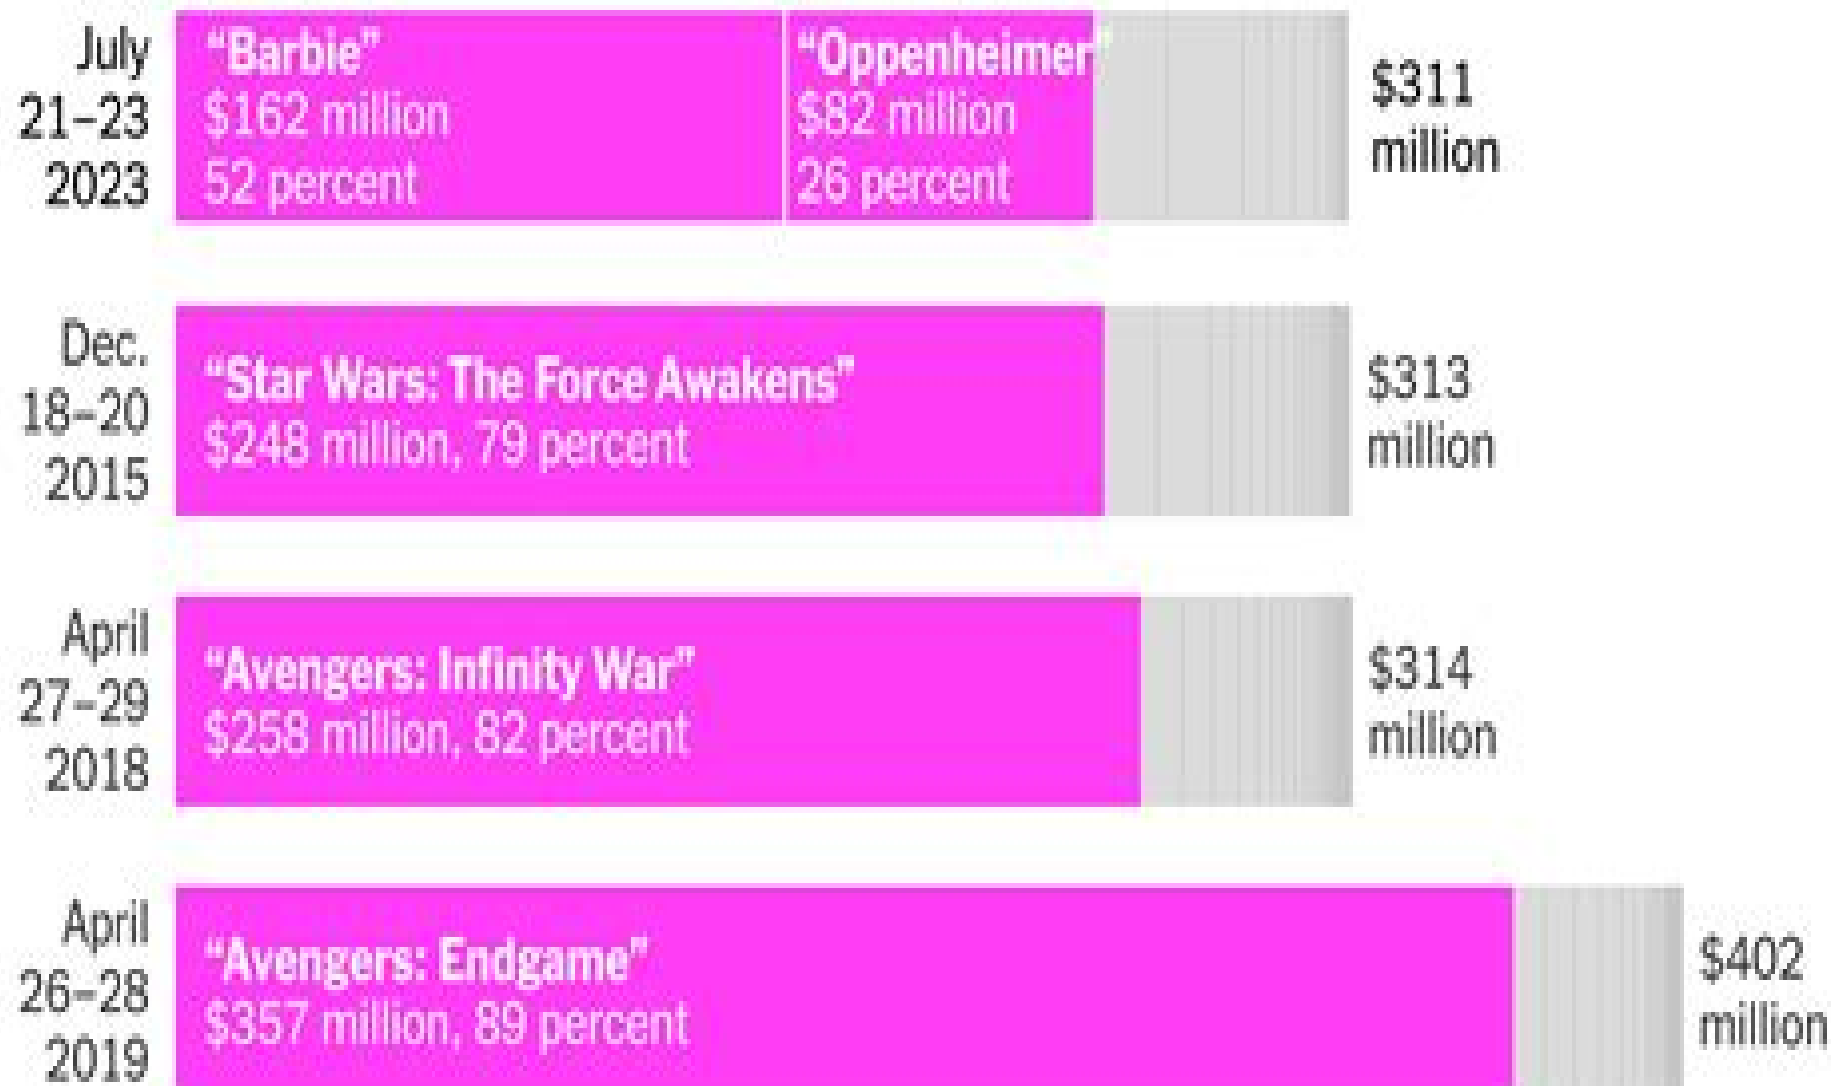 July
21–23
2023
“Barbie”
$162 million
52 percent
“Oppenheimer”
$82 million
26 percent
$311
million
Dec.
18–20
2015
“Star Wars: The Force Awakens”
$248 million, 79 percent
$313
million
April
27–29
2018
“Avengers: Infinity War”
$258 million, 82 percent
$314
million
April
26–28
2019
“Avengers: Endgame”
$357 million, 89 percent
$402
million